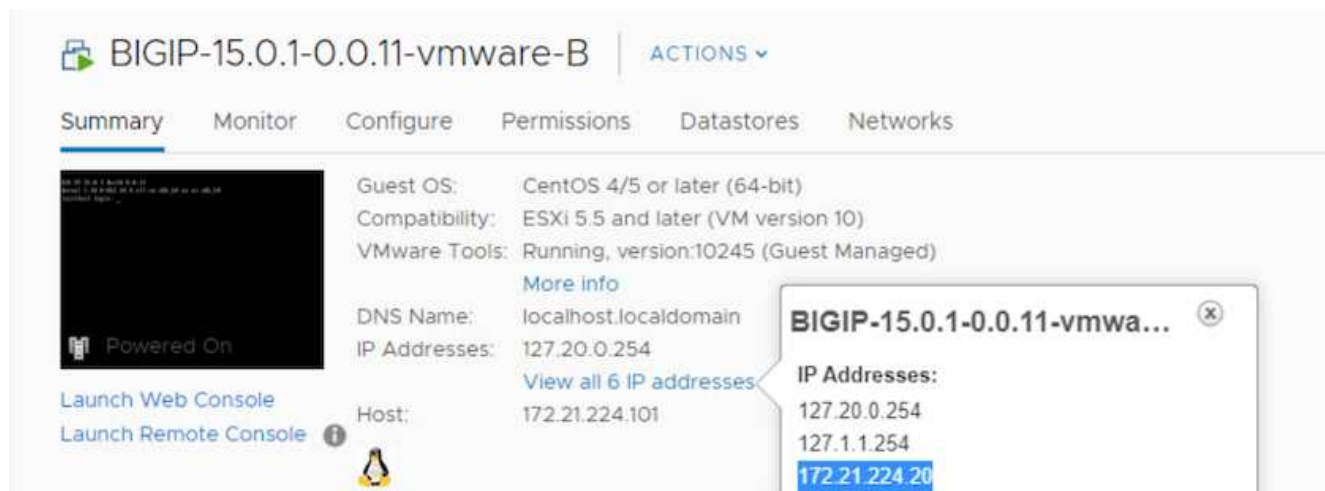 BIGIP-15.0.1-0.0.11-vmware-B
ACTIONS
Summary Monitor Configure Permissions Datastores Networks
Guest OS: CentOS 4/5 or later (64-bit)
Compatibility: ESXi 5.5 and later (VM version 10)
VMware Tools: Running, version:10245 (Guest Managed)
More info
DNS Name: localhost.localdomain
IP Addresses: 127.20.0.254
View all 6 IP addresses
Host: 172.21.224.101
Powered On
Launch Web Console
Launch Remote Console
BIGIP-15.0.1-0.0.11-vmwa...
IP Addresses:
127.20.0.254
127.1.1.254
172.21.224.20